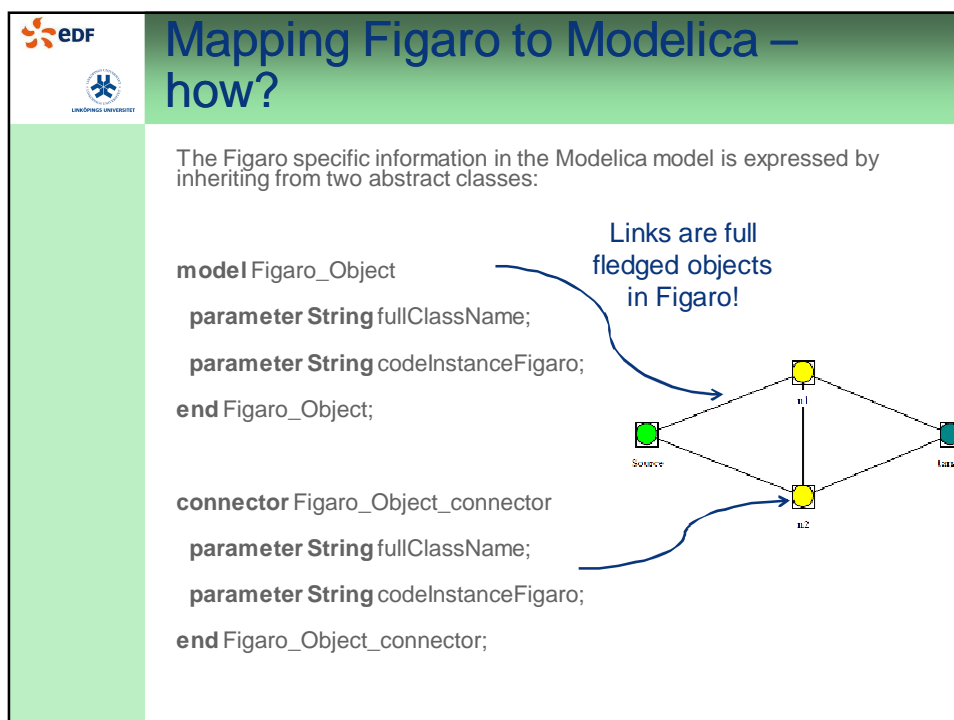 edf
LINKÖPINGS UNIVERSITET
Mapping Figaro to Modelica –
how?
The Figaro specific information in the Modelica model is expressed by
inheriting from two abstract classes:
Links are full
fledged objects
in Figaro!
model Figaro_Object
parameter String fullClassName;
parameter String codeInstanceFigaro;
end Figaro_Object;
n1
Source
n2
connector Figaro_Object_connector
parameter String fullClassName;
parameter String codeInstanceFigaro;
end Figaro_Object_connector;